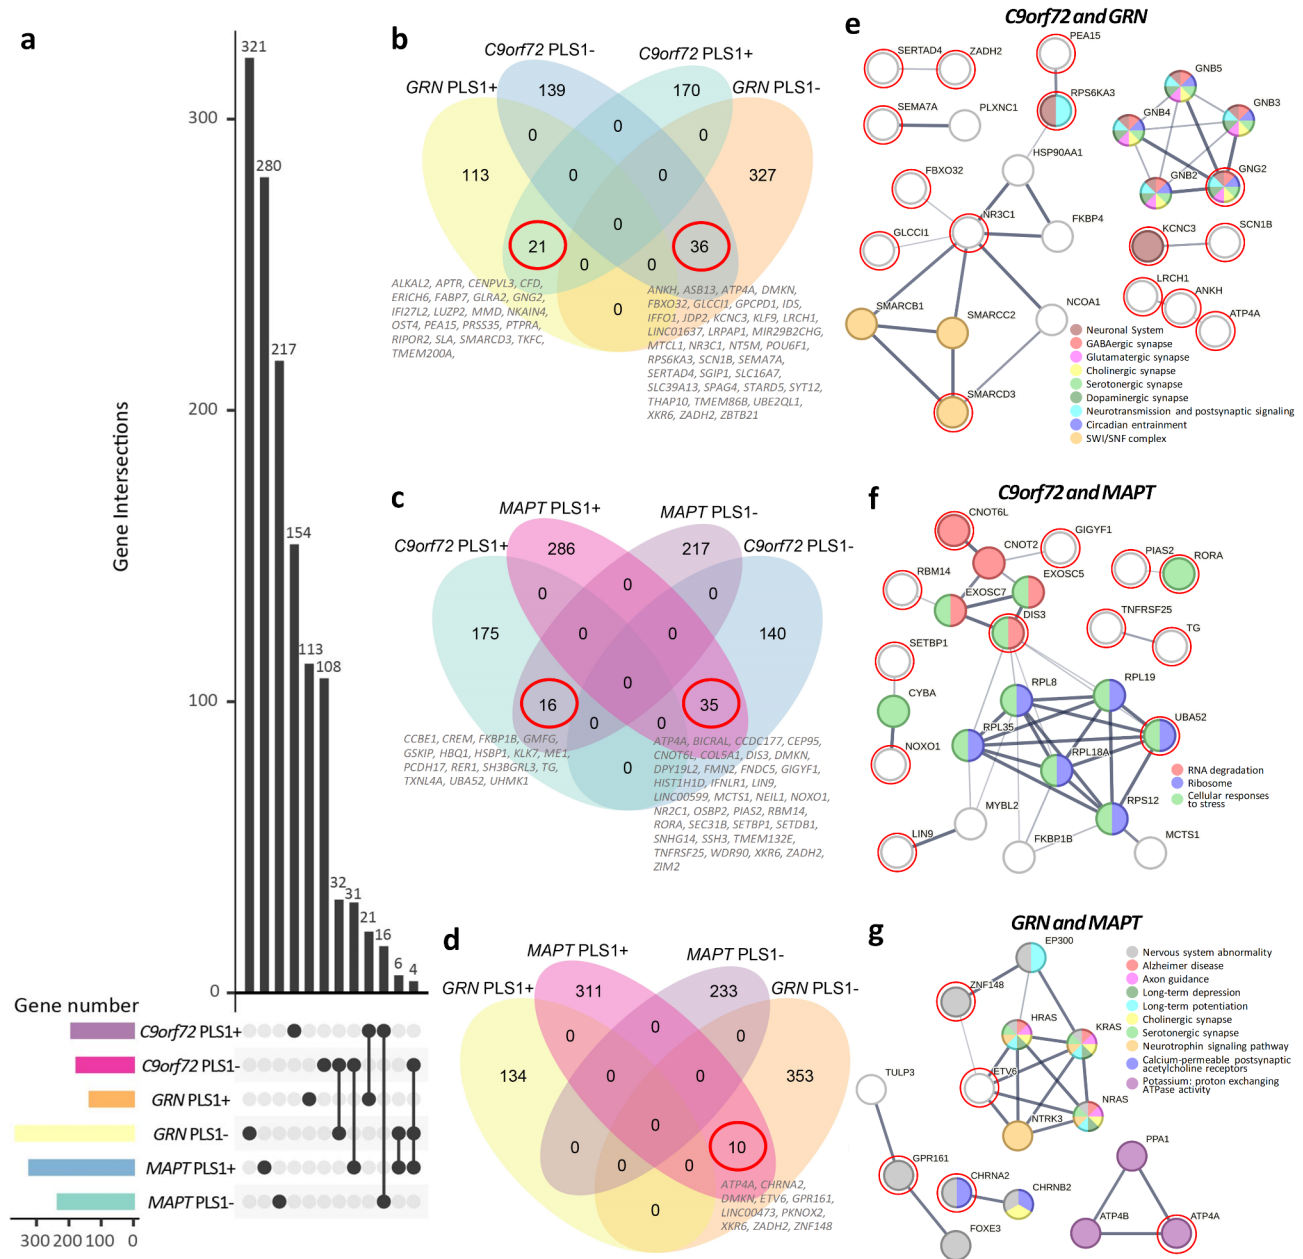 a
321
280
217
154
113
108
32
31
21
16
6
4
300
200
100
0
Gene Intersections
Gene number
C9orf72 PLS1+
C9orf72 PLS1-
GRN PLS1+
GRN PLS1-
MAPT PLS1+
MAPT PLS1-
300 200 100 0
b
C9orf72 PLS1-
C9orf72 PLS1+
GRN PLS1+
GRN PLS1-
139
170
0
0
0
113
0
0
327
0
21
36
0
0
0
ALKAL2, APTR, CENPVL3, CFD,
ERICH6, FABP7, GLRA2, GNG2,
IFI27L2, LUZP2, MMD, NKAIN4,
OST4, PEA15, PRSS35, PTPRA,
RIPOR2, SLA, SMARCD3, TKFC,
TMEM200A,
ANKH, ASB13, ATP4A, DMKN,
FBXO32, GLCCI1, GPCPD1, IDS,
IFFO1, JDP2, KCNC3, KLF9, LRCH1,
LINC01637, LRPAP1, MIR29B2CHG,
MTCL1, NR3C1, NT5M, POU6F1,
RPS6KA3, SCN1B, SEMA7A,
SERTAD4, SGIP1, SLC16A7,
SLC39A13, SPAG4, STARD5, SYT12,
THAP10, TMEM86B, UBE2QL1,
XKR6, ZADH2, ZBTB21
c
MAPT PLS1+
MAPT PLS1-
C9orf72 PLS1+
C9orf72 PLS1-
286
217
0
0
0
175
0
0
140
0
16
35
0
0
0
CCBE1, CREM, FKBP1B, GMFG,
GSKIP, HBQ1, HSBP1, KLK7, ME1,
PCDH17, RER1, SH3BGRL3, TG,
TXNL4A, UBA52, UHMK1
ATP4A, BICRAL, CCDC177, CEP95,
CNOT6L, COL5A1, DIS3, DMKN,
DPY19L2, FMN2, FNDC5, GIGYF1,
HIST1H1D, IFNLR1, LIN9,
LINC00599, MCTS1, NEIL1, NOXO1,
NR2C1, OSBP2, PIAS2, RBM14,
RORA, SEC31B, SETBP1, SETDB1,
SNHG14, SSH3, TMEM132E,
TNFRSF25, WDR90, XKR6, ZADH2,
ZIM2
d
MAPT PLS1+
MAPT PLS1-
GRN PLS1+
GRN PLS1-
311
233
0
0
0
134
0
0
353
0
0
10
0
0
0
ATP4A, CHRNA2,
DMKN, ETV6, GPR161,
LINC00473, PKNOX2,
XKR6, ZADH2, ZNF148
e
C9orf72 and GRN
SERTAD4
ZADH2
PEA15
SEMA7A
PLXNC1
RPS6KA3
GNB5
GNB4
GNB3
GNB2
GNG2
HSP90AA1
FBXO32
NR3C1
FKBP4
GLCCI1
KCNC3
SCN1B
LRCH1
ANKH
ATP4A
SMARCB1
SMARCC2
NCOA1
SMARCD3
Neuronal System
GABAergic synapse
Glutamatergic synapse
Cholinergic synapse
Serotonergic synapse
Dopaminergic synapse
Neurotransmission and postsynaptic signaling
Circadian entrainment
SWI/SNF complex
f
C9orf72 and MAPT
CNOT6L
CNOT2
GIGYF1
PIAS2
RORA
RBM14
EXOSC7
EXOSC5
DIS3
TNFRSF25
TG
SETBP1
CYBA
NOXO1
RPL8
RPL19
RPL35
UBA52
RPL18A
RPS12
MYBL2
LIN9
FKBP1B
MCTS1
RNA degradation
Ribosome
Cellular responses
to stress
g
GRN and MAPT
EP300
ZNF148
HRAS
KRAS
ETV6
NRAS
NTRK3
TULP3
GPR161
CHRNA2
CHRNB2
FOXE3
PPA1
ATP4B
ATP4A
Nervous system abnormality
Alzheimer disease
Axon guidance
Long-term depression
Long-term potentiation
Cholinergic synapse
Serotonergic synapse
Neurotrophin signaling pathway
Calcium-permeable postsynaptic
acetylcholine receptors
Potassium: proton exchanging
ATPase activity